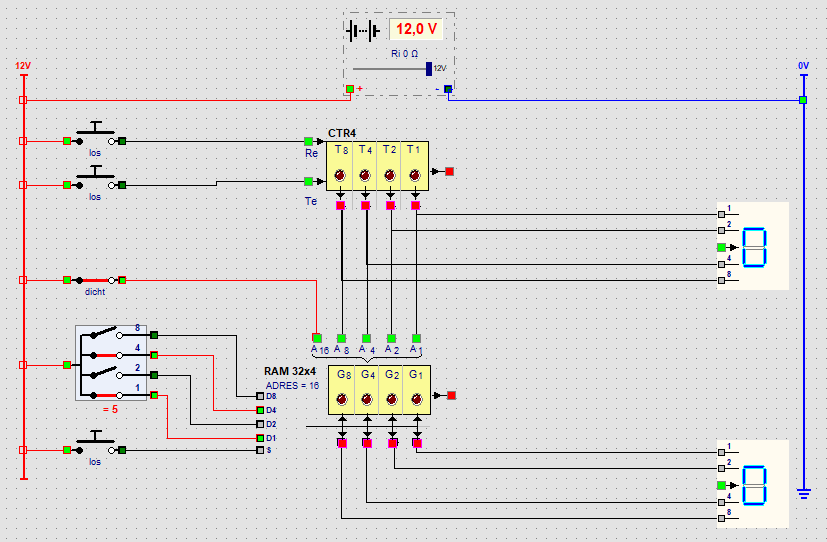 12,0 V
Ri 0 Ω
12V
12V
0V
+
-
CTR4
los
Re
T8 T4 T2 T1
los
Te
1
2
4
8
dicht
A16 A8 A4 A2 A1
8
4
2
1
= 5
RAM 32x4
ADRES = 16
G8 G4 G2 G1
D8
D4
D2
D1
S
los
1
2
4
8